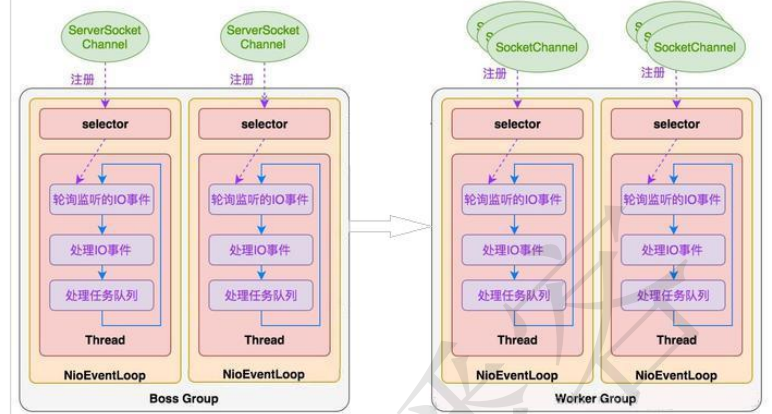 ServerSocket
Channel
注册
selector
轮询监听的IO事件
处理IO事件
处理任务队列
Thread
NioEventLoop
ServerSocket
Channel
注册
selector
轮询监听的IO事件
处理IO事件
处理任务队列
Thread
NioEventLoop
Boss Group
SocketChannel
注册
selector
轮询监听的IO事件
处理IO事件
处理任务队列
Thread
NioEventLoop
SocketChannel
注册
selector
轮询监听的IO事件
处理IO事件
处理任务队列
Thread
NioEventLoop
Worker Group